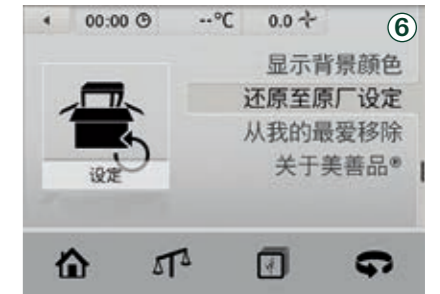 00:00 --°C 0.0 ⑥
显示背景颜色
还原至原厂设定
从我的最爱移除
关于美善品®
设定